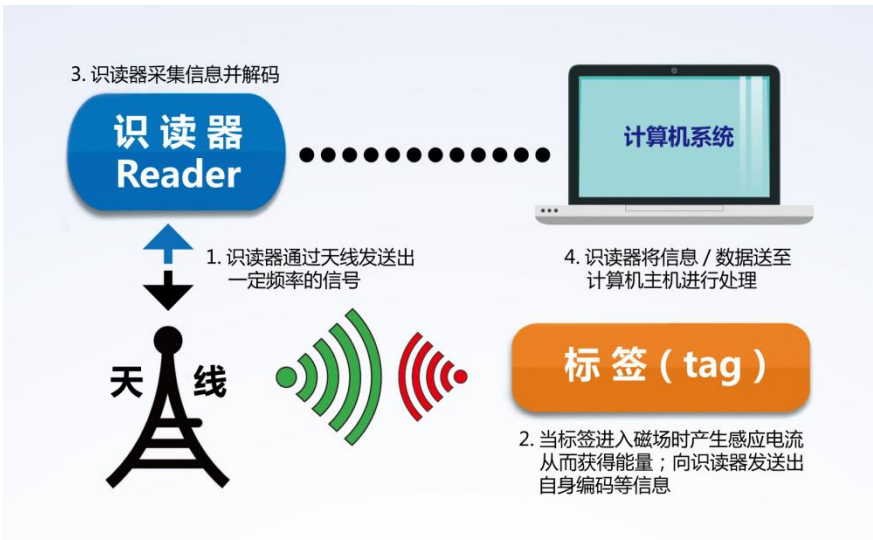 3. 识读器采集信息并解码
识读器
Reader
计算机系统
1. 识读器通过天线发送出
一定频率的信号
4. 识读器将信息 / 数据送至
计算机主机进行处理
天线
标签（tag）
2. 当标签进入磁场时产生感应电流
从而获得能量；向识读器发送出
自身编码等信息